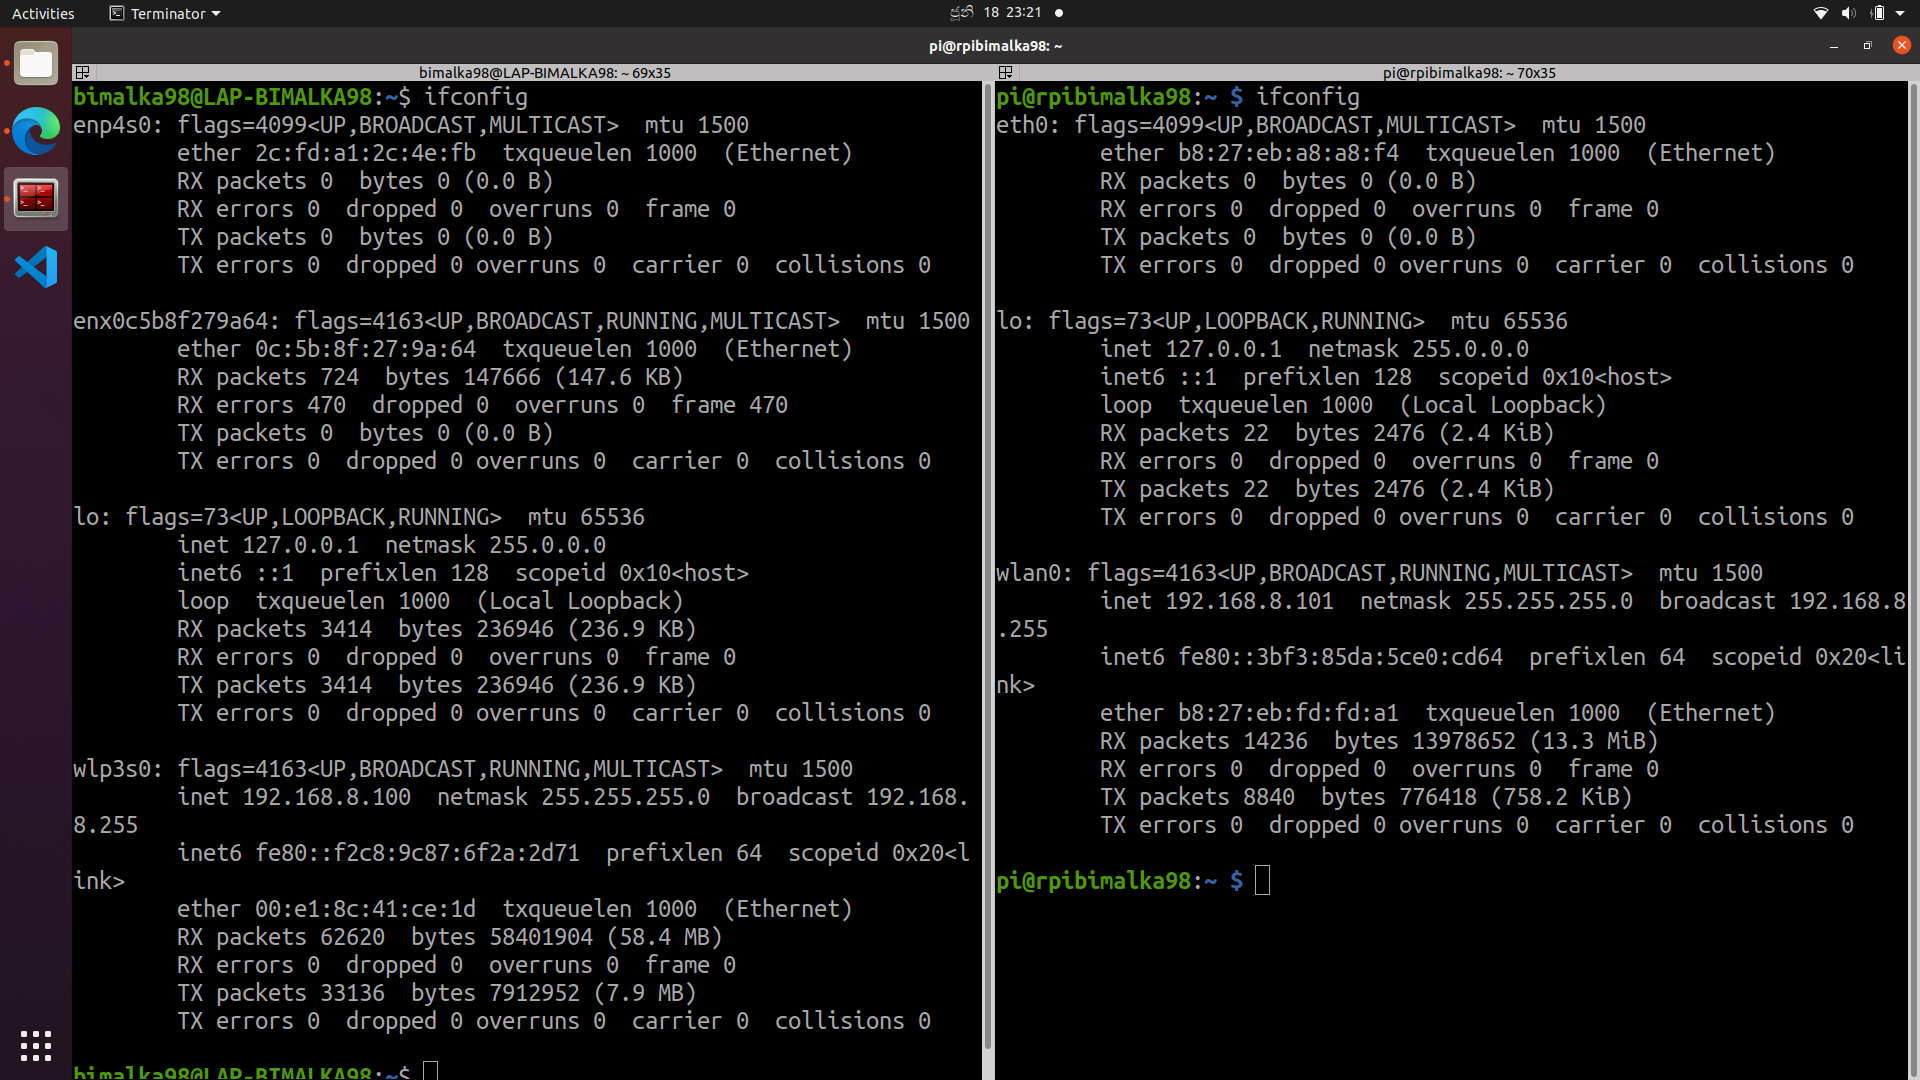 Activities Terminator ජූනි 18 23:21
pi@rpibimalka98: ~
bimalka98@LAP-BIMALKA98: ~ 69x35
bimalka98@LAP-BIMALKA98:~$ ifconfig
enp4s0: flags=4099<UP,BROADCAST,MULTICAST>  mtu 1500
        ether 2c:fd:a1:2c:4e:fb  txqueuelen 1000  (Ethernet)
        RX packets 0  bytes 0 (0.0 B)
        RX errors 0  dropped 0  overruns 0  frame 0
        TX packets 0  bytes 0 (0.0 B)
        TX errors 0  dropped 0 overruns 0  carrier 0  collisions 0
enx0c5b8f279a64: flags=4163<UP,BROADCAST,RUNNING,MULTICAST>  mtu 1500
        ether 0c:5b:8f:27:9a:64  txqueuelen 1000  (Ethernet)
        RX packets 724  bytes 147666 (147.6 KB)
        RX errors 470  dropped 0  overruns 0  frame 470
        TX packets 0  bytes 0 (0.0 B)
        TX errors 0  dropped 0 overruns 0  carrier 0  collisions 0
lo: flags=73<UP,LOOPBACK,RUNNING>  mtu 65536
        inet 127.0.0.1  netmask 255.0.0.0
        inet6 ::1  prefixlen 128  scopeid 0x10<host>
        loop  txqueuelen 1000  (Local Loopback)
        RX packets 3414  bytes 236946 (236.9 KB)
        RX errors 0  dropped 0  overruns 0  frame 0
        TX packets 3414  bytes 236946 (236.9 KB)
        TX errors 0  dropped 0 overruns 0  carrier 0  collisions 0
wlp3s0: flags=4163<UP,BROADCAST,RUNNING,MULTICAST>  mtu 1500
        inet 192.168.8.100  netmask 255.255.255.0  broadcast 192.168.
8.255
        inet6 fe80::f2c8:9c87:6f2a:2d71  prefixlen 64  scopeid 0x20<l
ink>
        ether 00:e1:8c:41:ce:1d  txqueuelen 1000  (Ethernet)
        RX packets 62620  bytes 58401904 (58.4 MB)
        RX errors 0  dropped 0  overruns 0  frame 0
        TX packets 33136  bytes 7912952 (7.9 MB)
        TX errors 0  dropped 0 overruns 0  carrier 0  collisions 0
bimalka98@LAP-BIMALKA98:~$
pi@rpibimalka98: ~ 70x35
pi@rpibimalka98:~ $ ifconfig
eth0: flags=4099<UP,BROADCAST,MULTICAST>  mtu 1500
        ether b8:27:eb:a8:a8:f4  txqueuelen 1000  (Ethernet)
        RX packets 0  bytes 0 (0.0 B)
        RX errors 0  dropped 0  overruns 0  frame 0
        TX packets 0  bytes 0 (0.0 B)
        TX errors 0  dropped 0 overruns 0  carrier 0  collisions 0
lo: flags=73<UP,LOOPBACK,RUNNING>  mtu 65536
        inet 127.0.0.1  netmask 255.0.0.0
        inet6 ::1  prefixlen 128  scopeid 0x10<host>
        loop  txqueuelen 1000  (Local Loopback)
        RX packets 22  bytes 2476 (2.4 KiB)
        RX errors 0  dropped 0  overruns 0  frame 0
        TX packets 22  bytes 2476 (2.4 KiB)
        TX errors 0  dropped 0 overruns 0  carrier 0  collisions 0
wlan0: flags=4163<UP,BROADCAST,RUNNING,MULTICAST>  mtu 1500
        inet 192.168.8.101  netmask 255.255.255.0  broadcast 192.168.8
.255
        inet6 fe80::3bf3:85da:5ce0:cd64  prefixlen 64  scopeid 0x20<li
nk>
        ether b8:27:eb:fd:fd:a1  txqueuelen 1000  (Ethernet)
        RX packets 14236  bytes 13978652 (13.3 MiB)
        RX errors 0  dropped 0  overruns 0  frame 0
        TX packets 8840  bytes 776418 (758.2 KiB)
        TX errors 0  dropped 0 overruns 0  carrier 0  collisions 0
pi@rpibimalka98:~ $